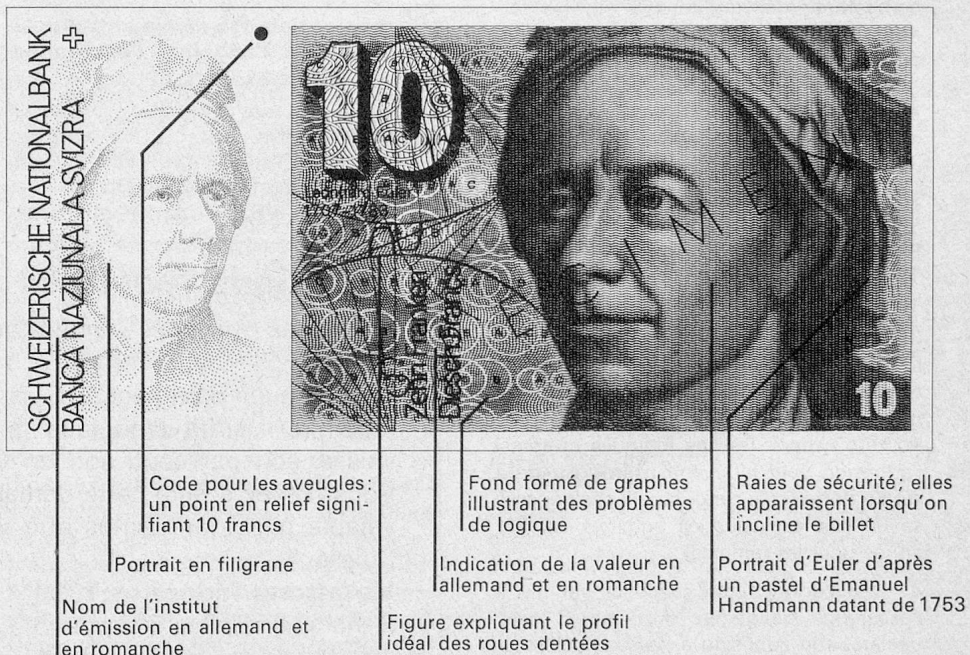 SCHWEIZERISCHE NATIONALBANK
BANCA NAZIUNALA SVIZRA
10
Leonhard Euler
1707–1783
Zehn Franken
Diesch Francs
10
Code pour les aveugles:
un point en relief signi-
fiant 10 francs
Portrait en filigrane
Nom de l'institut
d'émission en allemand et
en romanche
Fond formé de graphes
illustrant des problèmes
de logique
Indication de la valeur en
allemand et en romanche
Figure expliquant le profil
idéal des roues dentées
Raies de sécurité; elles
apparaissent lorsqu'on
incline le billet
Portrait d'Euler d'après
un pastel d'Emanuel
Handmann datant de 1753